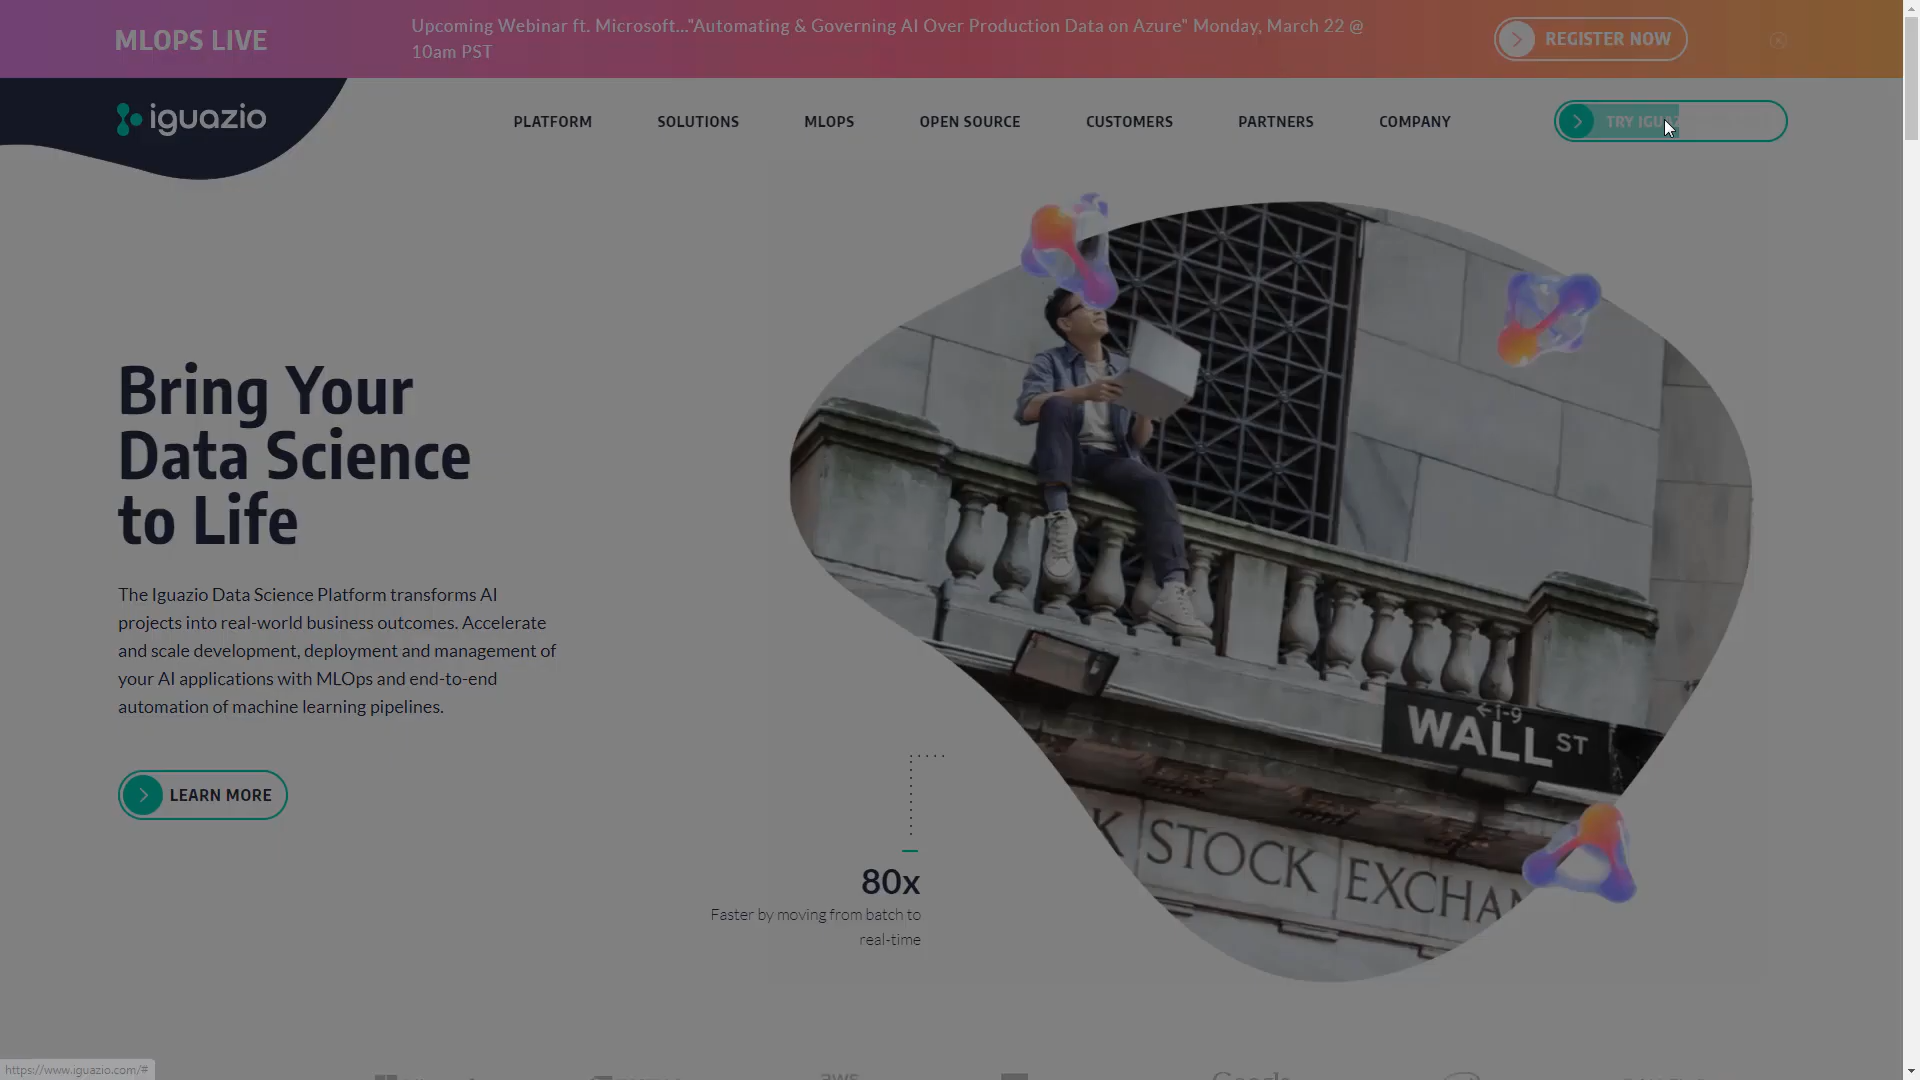 MLOPS LIVE
Upcoming Webinar ft. Microsoft..."Automating & Governing AI Over Production Data on Azure" Monday, March 22 @
10am PST
REGISTER NOW
iguazio
PLATFORM
SOLUTIONS
MLOPS
OPEN SOURCE
CUSTOMERS
PARTNERS
COMPANY
TRY
Bring Your
Data Science
to Life
The Iguazio Data Science Platform transforms AI
projects into real-world business outcomes. Accelerate
and scale development, deployment and management of
your AI applications with MLOps and end-to-end
automation of machine learning pipelines.
LEARN MORE
←1-9
WALL ST
STOCK
80x
Faster by moving from batch to
real-time
https://www.iguazio.com/#